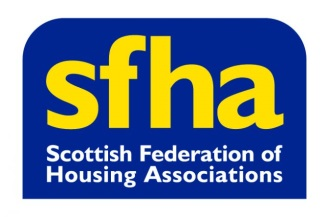 sfha
Scottish Federation of
Housing Associations